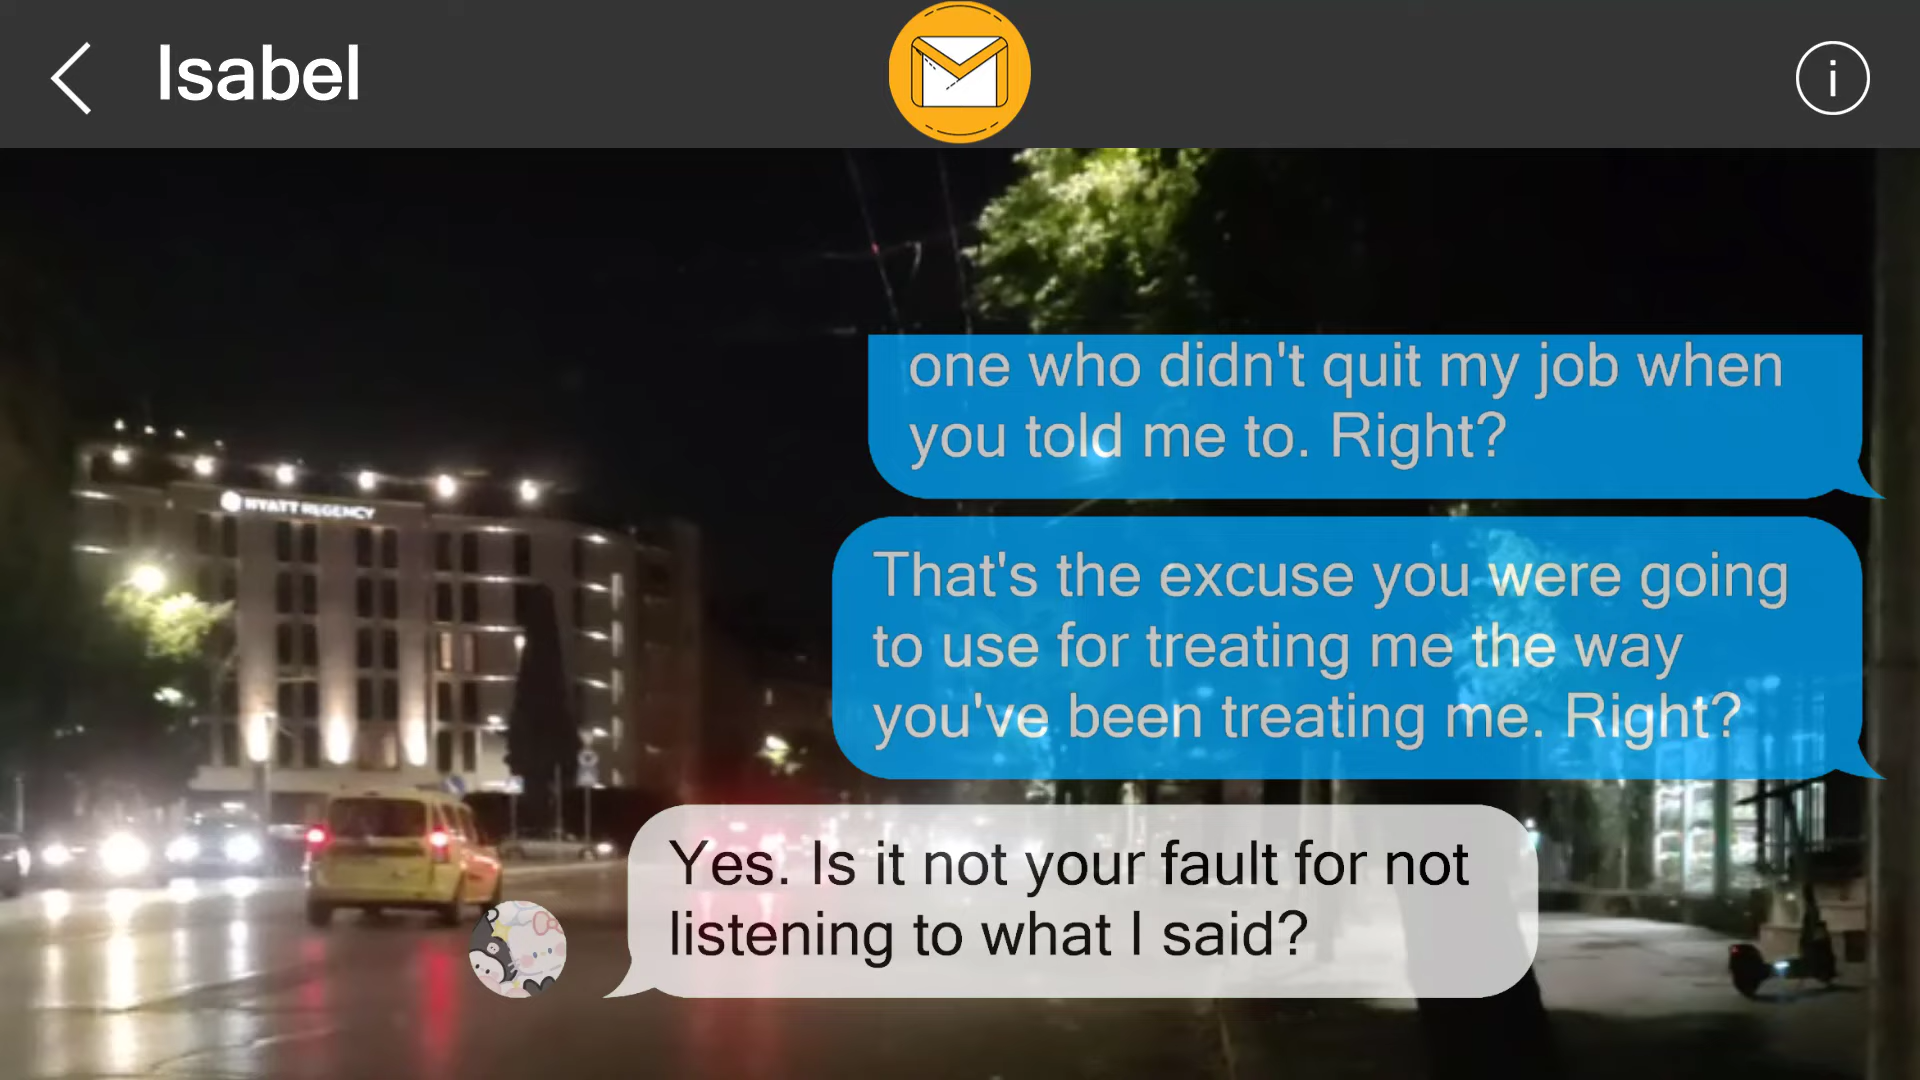 Isabel
i
one who didn't quit my job when
you told me to. Right?
That's the excuse you were going
to use for treating me the way
you've been treating me. Right?
Yes. Is it not your fault for not
listening to what I said?
HYATT REGENCY